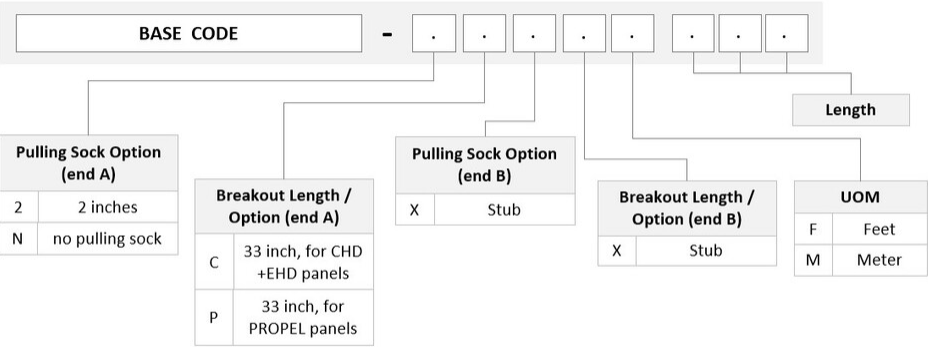 BASE CODE - . . . . . . . .
Length
Pulling Sock Option
(end A)
2 2 inches
N no pulling sock
Breakout Length /
Option (end A)
C 33 inch, for CHD
+EHD panels
P 33 inch, for
PROPEL panels
Pulling Sock Option
(end B)
X Stub
Breakout Length /
Option (end B)
X Stub
UOM
F Feet
M Meter